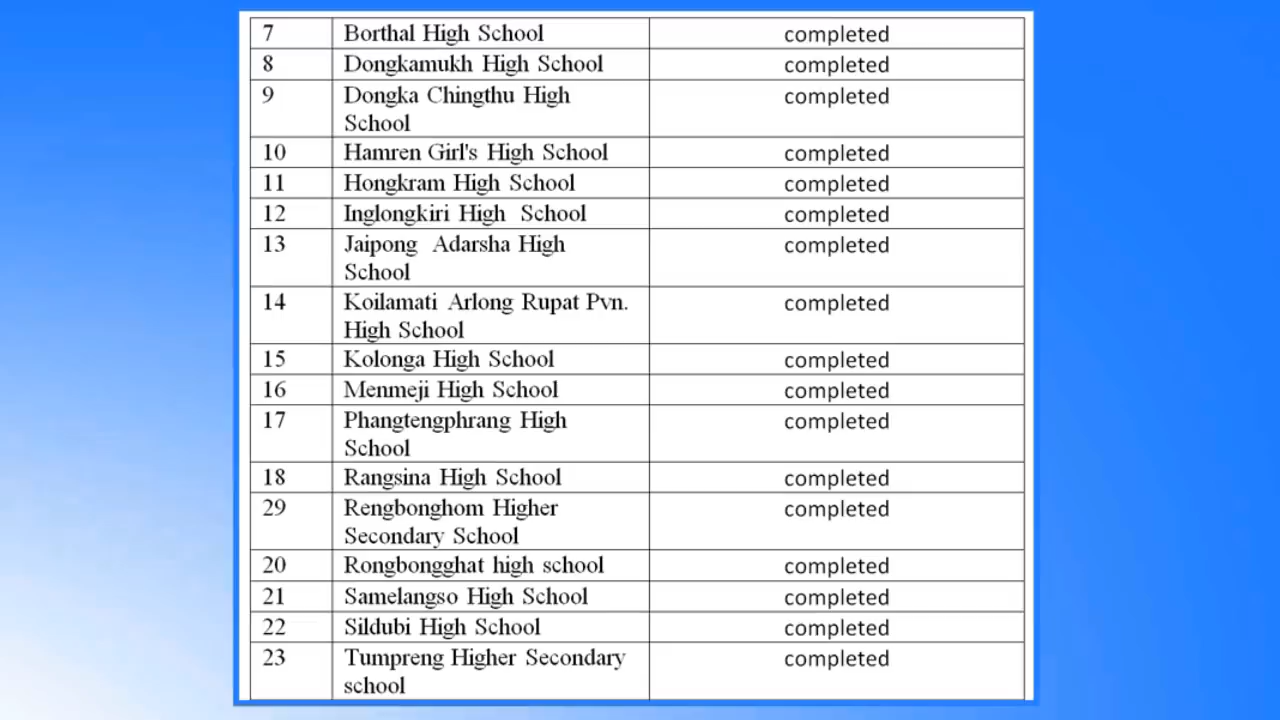 7 Borthal High School completed
8 Dongkamukh High School completed
9 Dongka Chingthu High completed
School
10 Hamren Girl's High School completed
11 Hongkram High School completed
12 Inglongkiri High School completed
13 Jaipong Adarsha High completed
School
14 Koilamati Arlong Rupat Pvn. completed
High School
15 Kolonga High School completed
16 Menmeji High School completed
17 Phangtengphrang High completed
School
18 Rangsina High School completed
29 Rengbonghom Higher completed
Secondary School
20 Rongbongghat high school completed
21 Samelangso High School completed
22 Sildubi High School completed
23 Tumpreng Higher Secondary completed
school